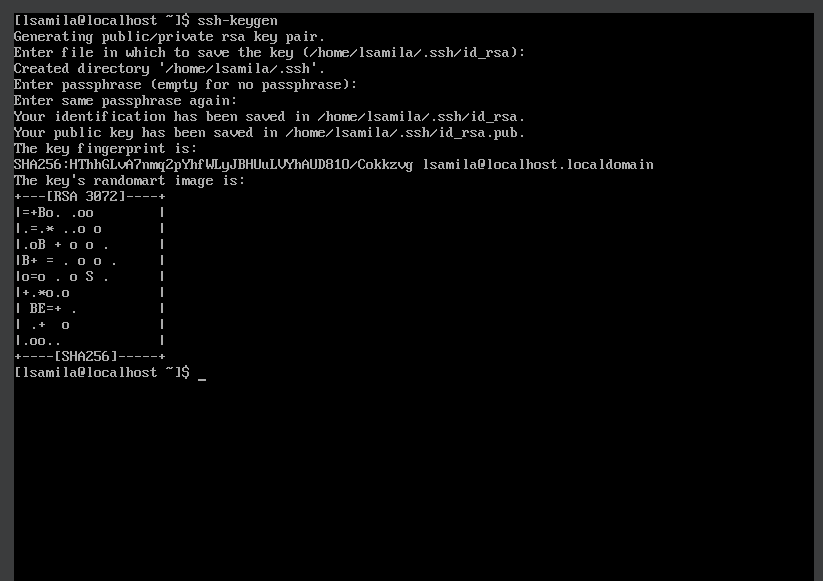 [lsamila@localhost ~]$ ssh-keygen
Generating public/private rsa key pair.
Enter file in which to save the key (/home/lsamila/.ssh/id_rsa):
Created directory '/home/lsamila/.ssh'.
Enter passphrase (empty for no passphrase):
Enter same passphrase again:
Your identification has been saved in /home/lsamila/.ssh/id_rsa.
Your public key has been saved in /home/lsamila/.ssh/id_rsa.pub.
The key fingerprint is:
SHA256:HThhGLvA7nmq2pYhfWLyJBHUuLVYhAUD81O/Cokkzvg lsamila@localhost.localdomain
The key's randomart image is:
+---[RSA 3072]----+
|=+Bo. .oo        |
|.=.* ..o o       |
|.oB + o o .      |
|B+ = . o o .     |
|o=o . o S .      |
|+.*o.o           |
| BE=+ .          |
| .+  o           |
|.oo..            |
+----[SHA256]-----+
[lsamila@localhost ~]$ _